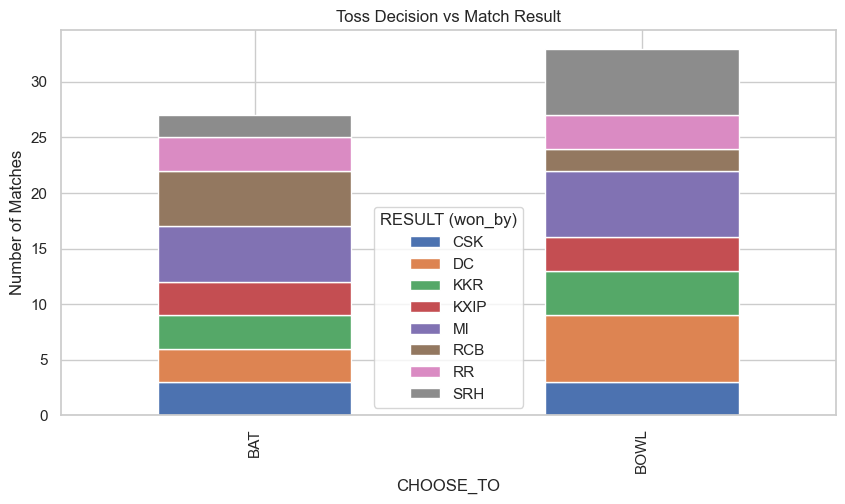 Toss Decision vs Match Result
Number of Matches
30
25
20
15
10
5
0
RESULT (won_by)
CSK
DC
KKR
KXIP
MI
RCB
RR
SRH
BAT
BOWL
CHOOSE_TO